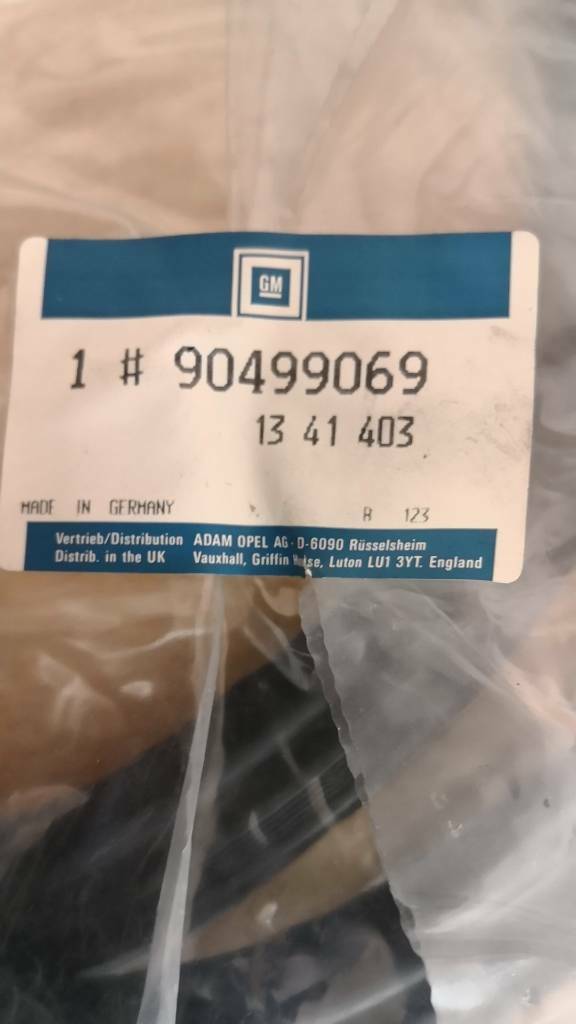 GM
1 # 90499069
13 41 403
MADE IN GERMANY R 123
Vertrieb/Distribution ADAM OPEL AG·D-6090 Rüsselsheim
Distrib. in the UK Vauxhall, Griffin House, Luton LU1 3YT. England